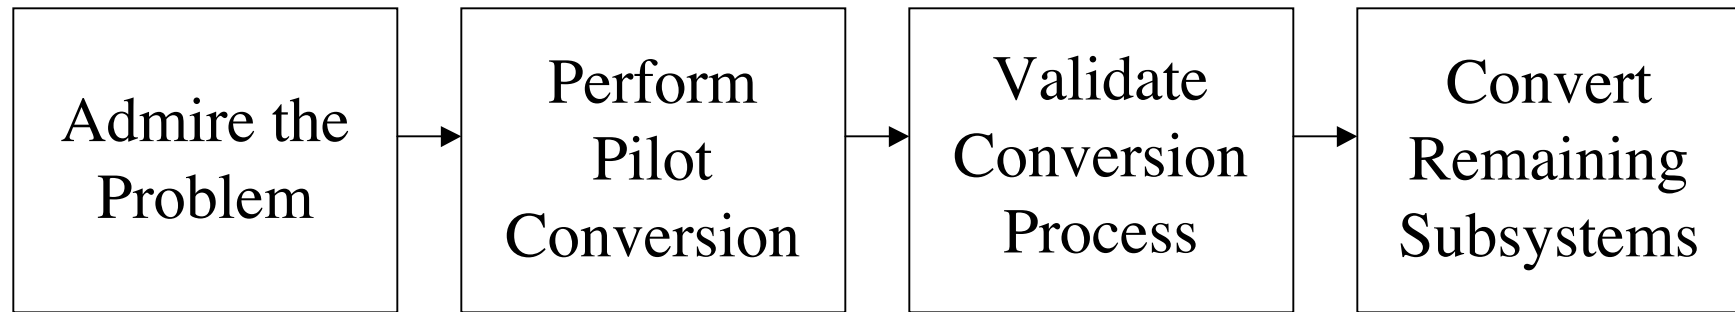 Admire the
Problem
Perform
Pilot
Conversion
Validate
Conversion
Process
Convert
Remaining
Subsystems